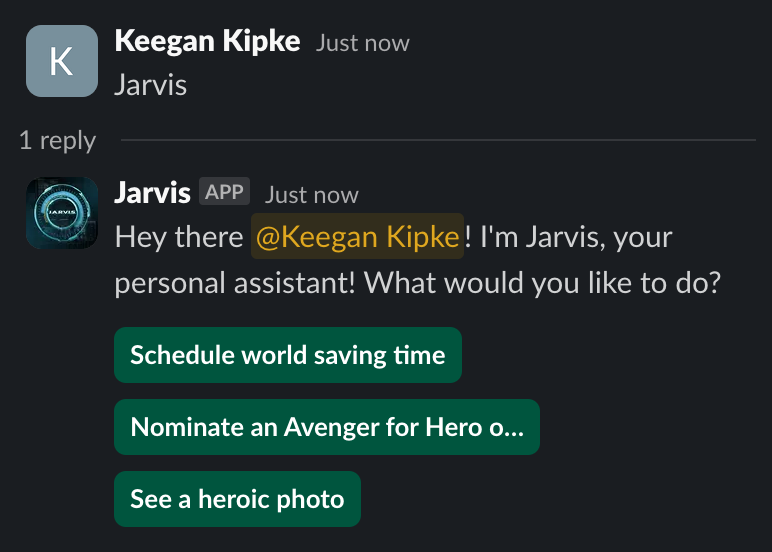 K
Keegan Kipke Just now
Jarvis
1 reply
JARVIS
Jarvis APP Just now
Hey there @Keegan Kipke! I'm Jarvis, your
personal assistant! What would you like to do?
Schedule world saving time
Nominate an Avenger for Hero o...
See a heroic photo